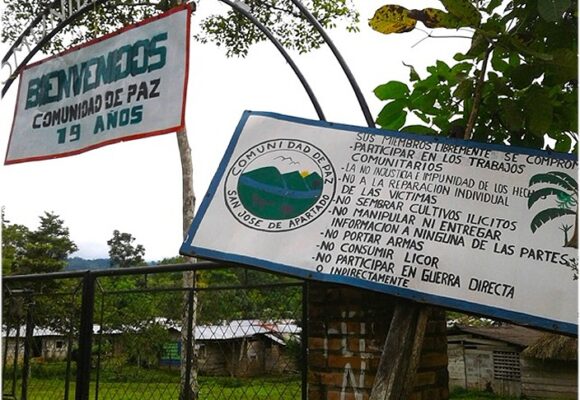 BIENVENIDOS
COMUNIDAD DE PAZ
19 AÑOS
COMUNIDAD DE PAZ
SAN JOSE DE APARTADO
SUS MIEMBROS LIBREMENTE SE COMPROM
-PARTICIPAR EN LOS TRABAJOS
COMUNITARIOS
-LA NO INJUSTICIA E IMPUNIDAD DE LOS HEC
-NO A LA REPARACION INDIVIDUAL
DE LAS VICTIMAS
-NO SEMBRAR CULTIVOS ILICITOS
-NO MANIPULAR NI ENTREGAR
INFORMACION A NINGUNA DE LAS PARTES
-NO PORTAR ARMAS
-NO CONSUMIR LICOR
-NO PARTICIPAR EN GUERRA DIRECTA
O INDIRECTAMENTE